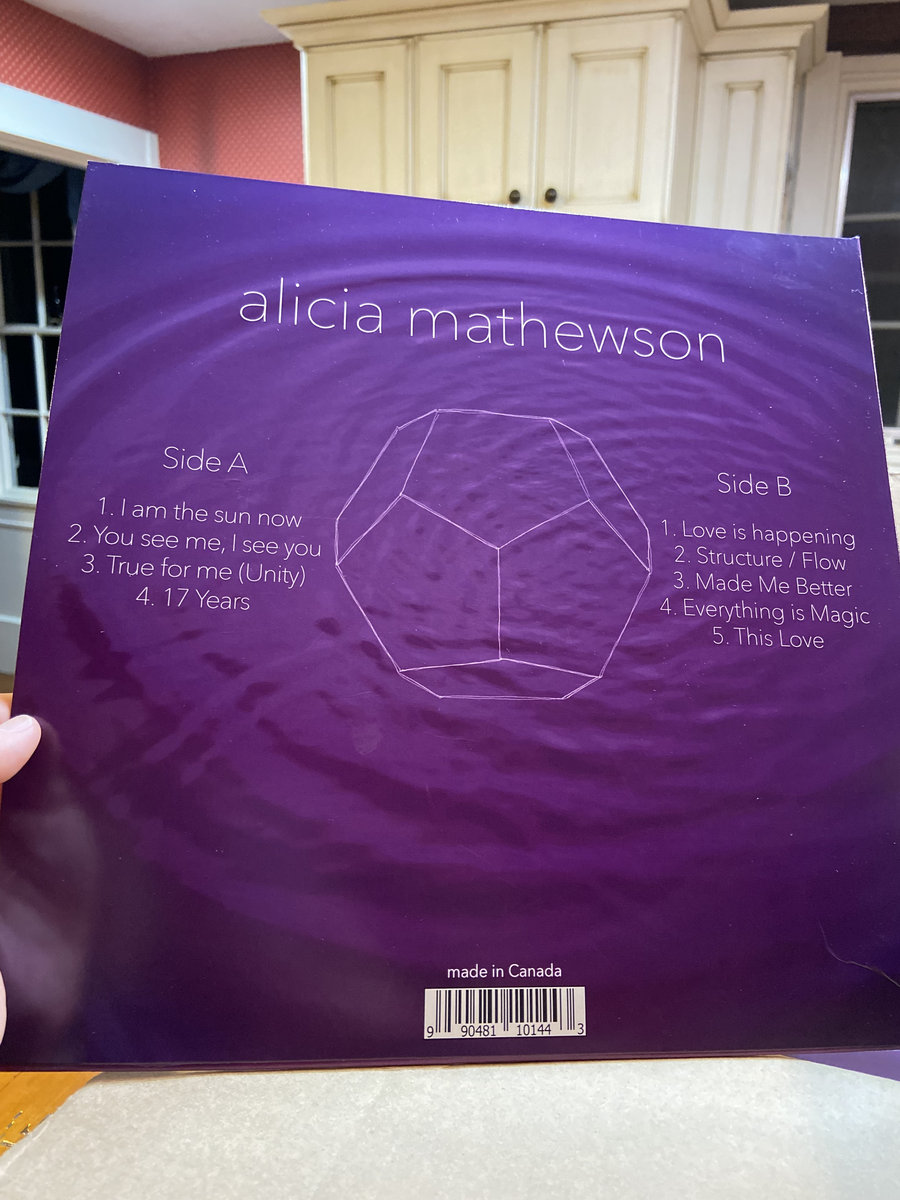 alicia mathewson
Side A
1. I am the sun now
2. You see me, I see you
3. True for me (Unity)
4. 17 Years
Side B
1. Love is happening
2. Structure / Flow
3. Made Me Better
4. Everything is Magic
5. This Love
made in Canada
9 90481 10144 3